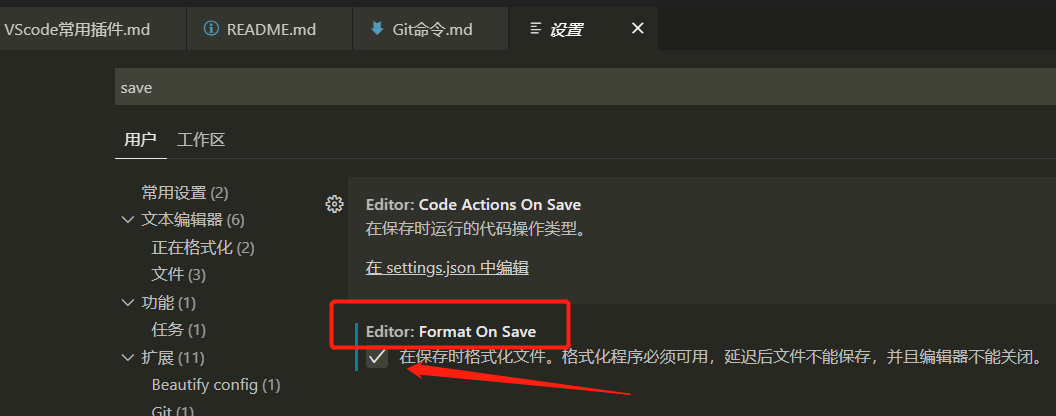 VScode常用插件.md
README.md
Git命令.md
设置
save
用户 工作区
常用设置 (2)
文本编辑器 (6)
正在格式化 (2)
文件 (3)
功能 (1)
任务 (1)
扩展 (11)
Beautify config (1)
Git (1)
Editor: Code Actions On Save
在保存时运行的代码操作类型。
在 settings.json 中编辑
Editor: Format On Save
在保存时格式化文件。格式化程序必须可用，延迟后文件不能保存，并且编辑器不能关闭。